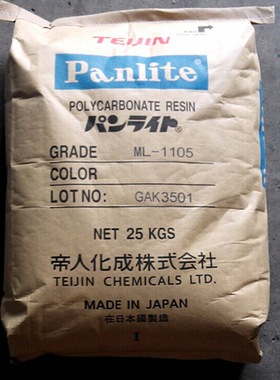 TEIJIN
Panlite®
POLYCARBONATE RESIN
パンライト®
GRADE ML-1105
COLOR
LOT NO: GAK3501
NET 25 KGS
帝人化成株式会社
TEIJIN CHEMICALS LTD.
MADE IN JAPAN
在日本國製造
I